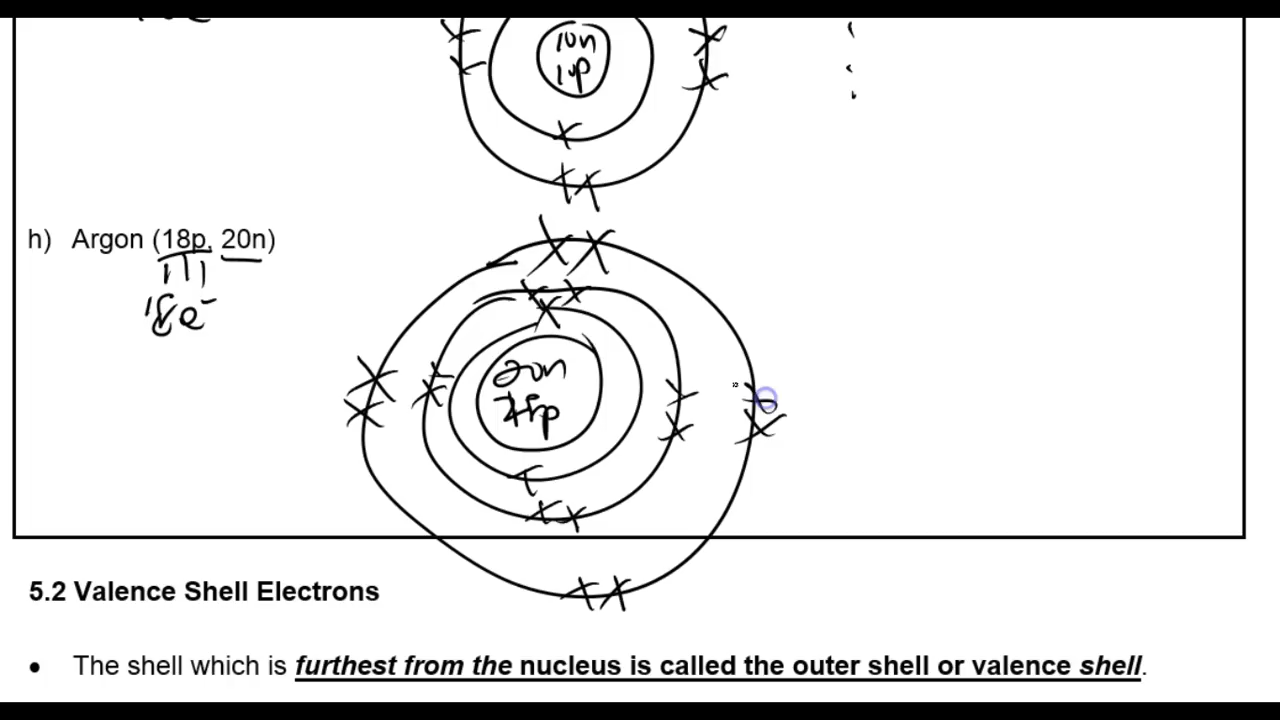 10n
10p
h) Argon (18p, 20n)
18e⁻
20n
18p
5.2 Valence Shell Electrons
• The shell which is furthest from the nucleus is called the outer shell or valence shell.